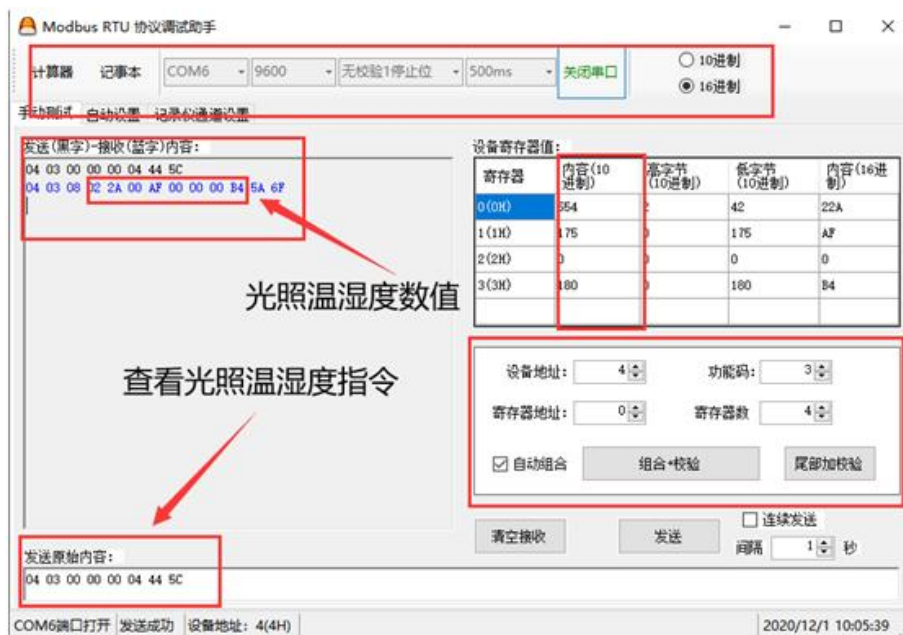 Modbus RTU 协议调试助手
计算器 记事本 COM6 9600 无校验1停止位 500ms 关闭串口 10进制
16进制
手动测试 自动设置 记录仪通道设置
发送(黑字)-接收(蓝字)内容:
04 03 00 00 00 04 44 5C
04 03 08 02 2A 00 AF 00 00 00 B4 5A 6F
光照温湿度数值
查看光照温湿度指令
设备寄存器值:
寄存器 内容(10进制) 高字节(10进制) 低字节(10进制) 内容(16进制)
0(0H) 554 2 42 22A
1(1H) 175 0 175 AF
2(2H) 0 0 0 0
3(3H) 180 0 180 B4
设备地址: 4 功能码: 3
寄存器地址: 0 寄存器数 4
自动组合 组合+校验 尾部加校验
清空接收 发送 连续发送
间隔 1 秒
发送原始内容:
04 03 00 00 00 04 44 5C
COM6端口打开 发送成功 设备地址: 4(4H) 2020/12/1 10:05:39